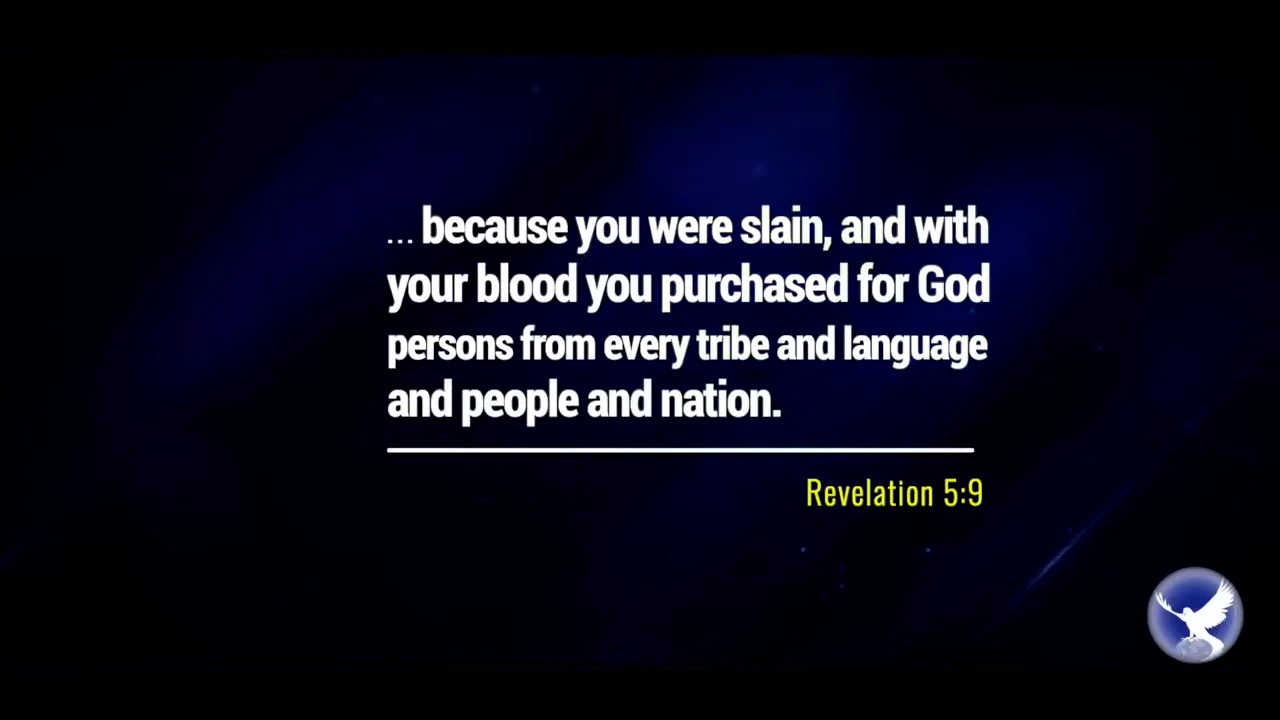 ... because you were slain, and with
your blood you purchased for God
persons from every tribe and language
and people and nation.
Revelation 5:9